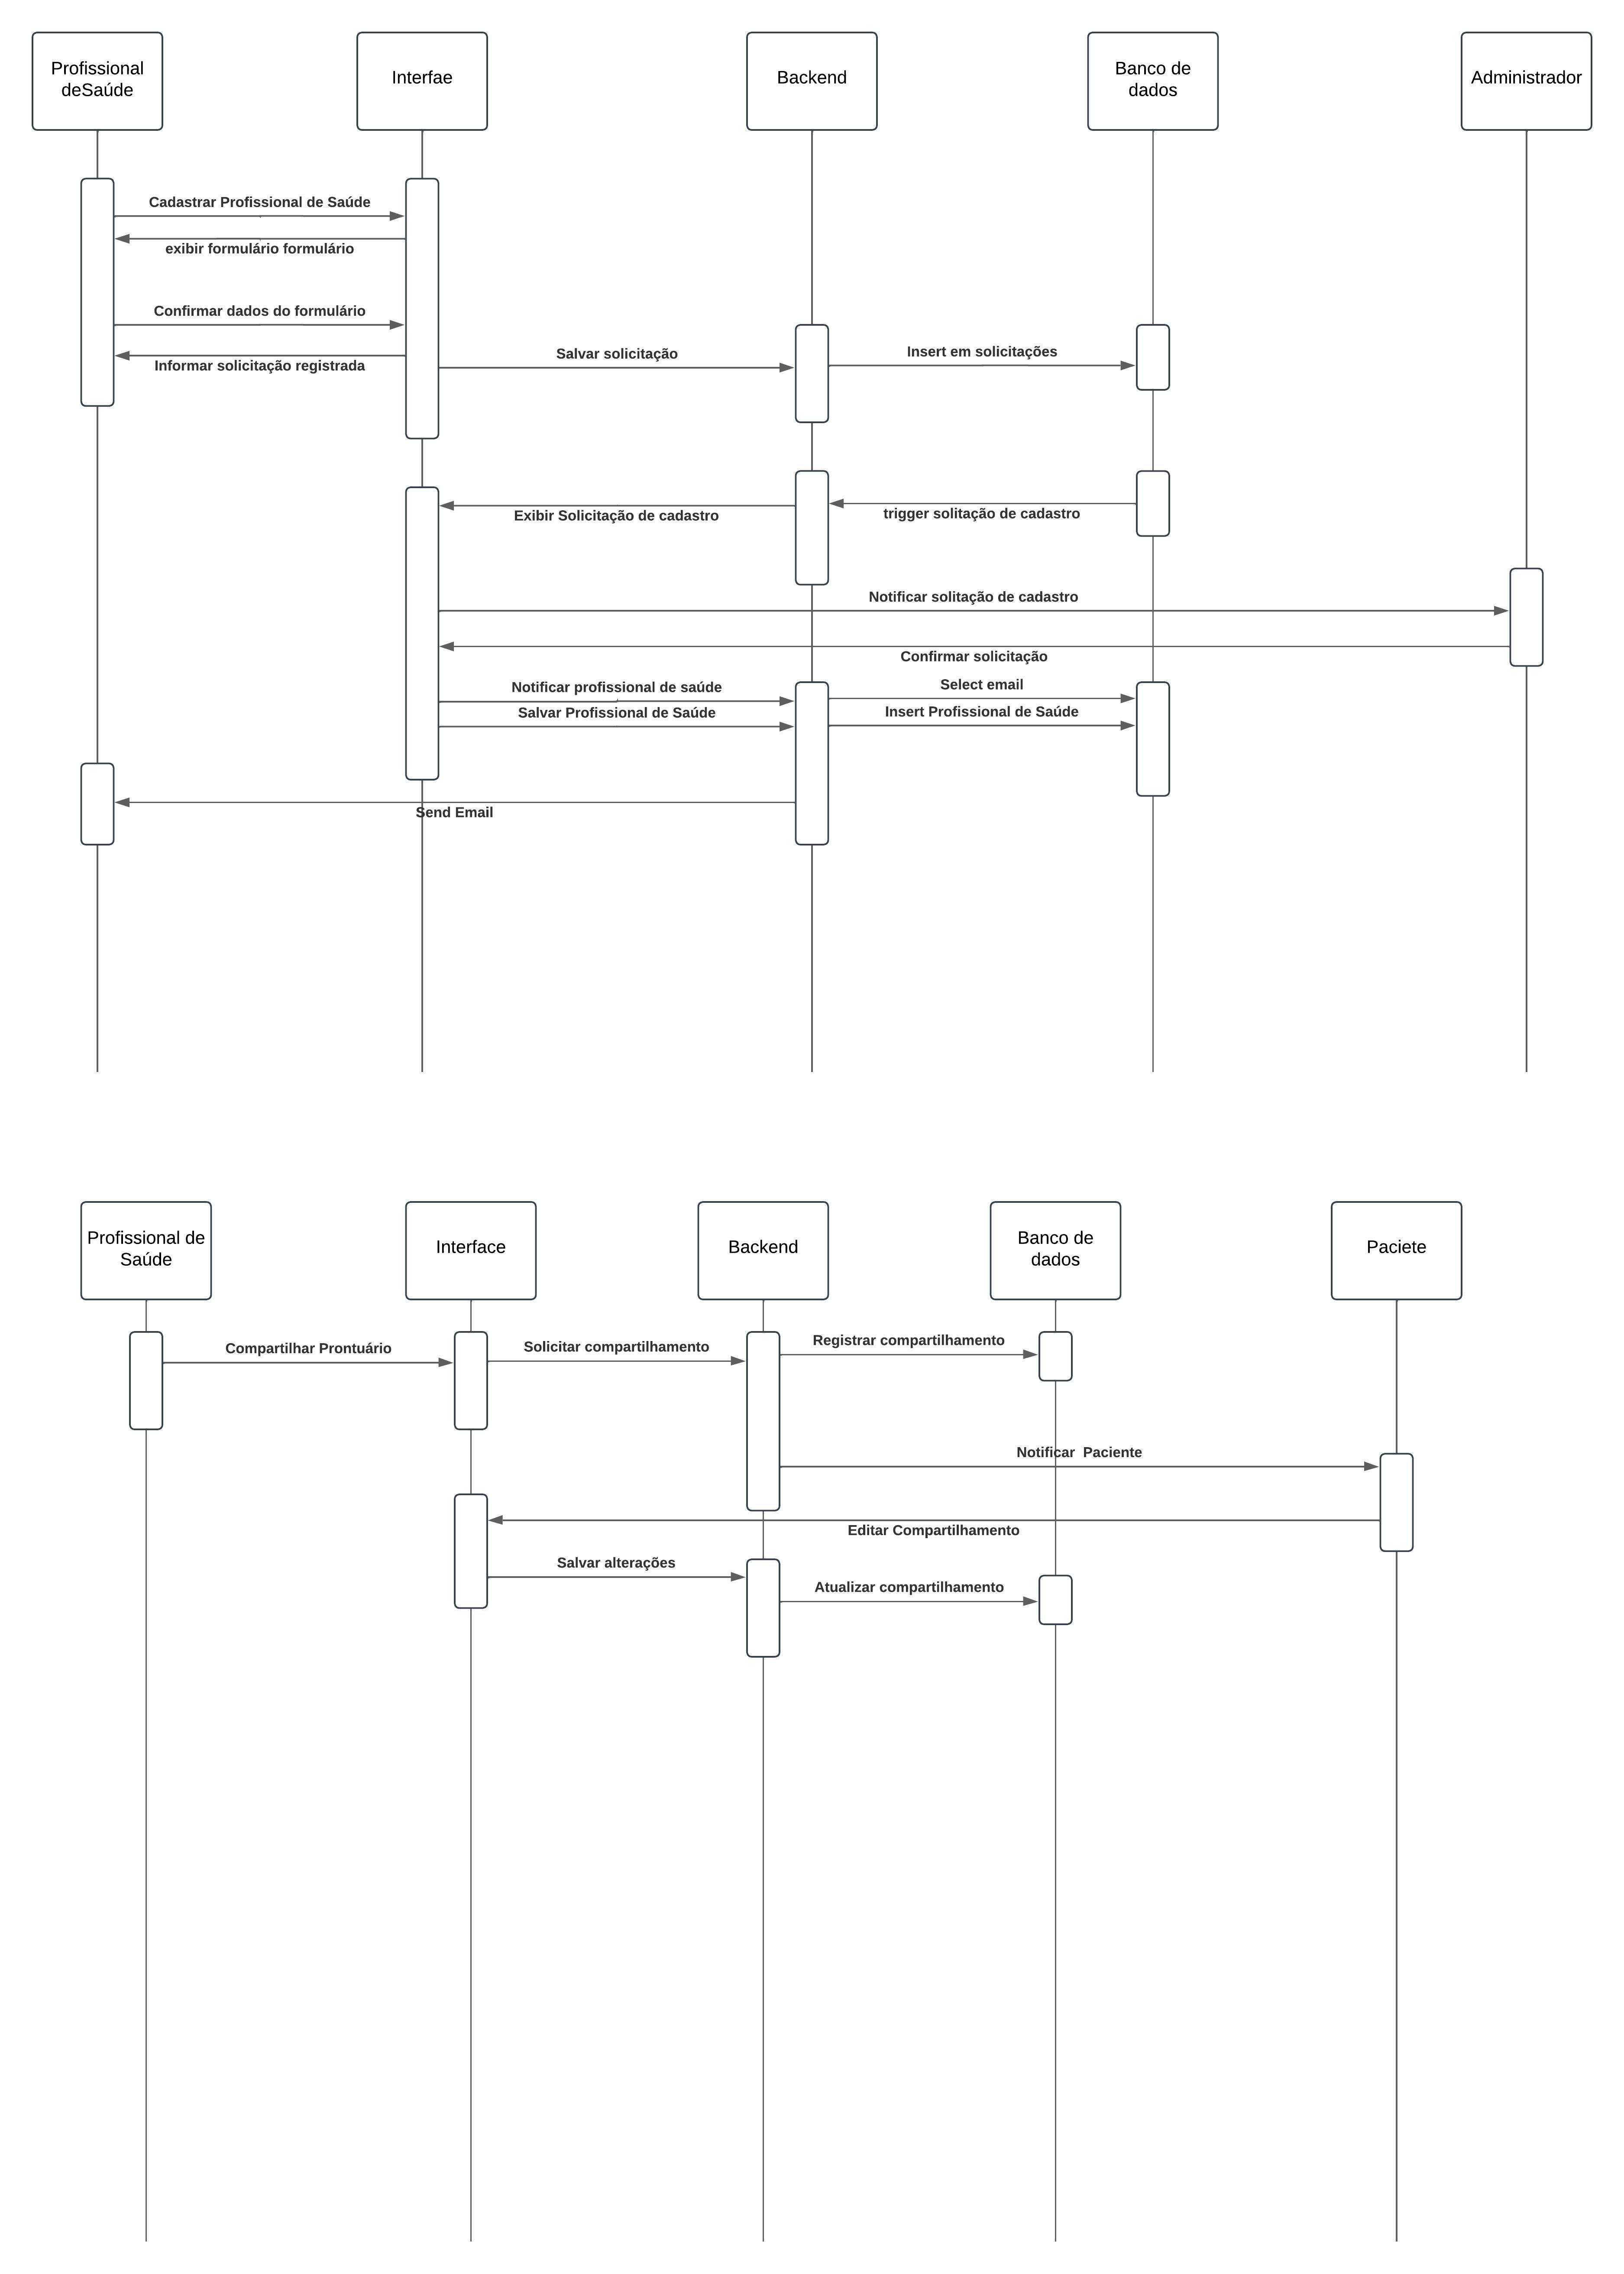 Profissional
deSaúde
Interfae
Backend
Banco de
dados
Administrador
Cadastrar Profissional de Saúde
exibir formulário formulário
Confirmar dados do formulário
Informar solicitação registrada
Salvar solicitação
Insert em solicitações
Exibir Solicitação de cadastro
trigger solitação de cadastro
Notificar solitação de cadastro
Confirmar solicitação
Notificar profissional de saúde
Select email
Salvar Profissional de Saúde
Insert Profissional de Saúde
Send Email
Profissional de
Saúde
Interface
Backend
Banco de
dados
Paciete
Compartilhar Prontuário
Solicitar compartilhamento
Registrar compartilhamento
Notificar  Paciente
Editar Compartilhamento
Salvar alterações
Atualizar compartilhamento